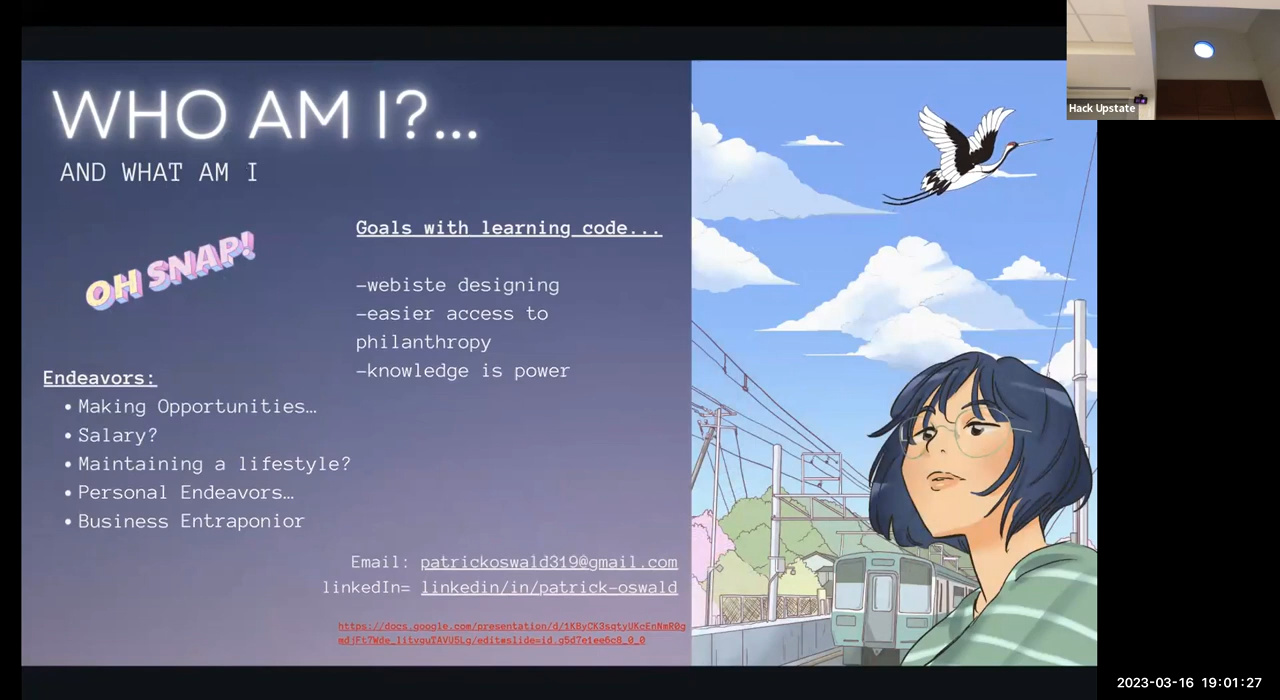 WHO AM I?...
AND WHAT AM I
OH SNAP!
Goals with learning code...
-webiste designing
-easier access to
philanthropy
-knowledge is power
Endeavors:
• Making Opportunities…
• Salary?
• Maintaining a lifestyle?
• Personal Endeavors…
• Business Entraponior
Email: patrickoswald319@gmail.com
linkedIn= linkedin/in/patrick-oswald
Hack Upstate
2023-03-16 19:01:27